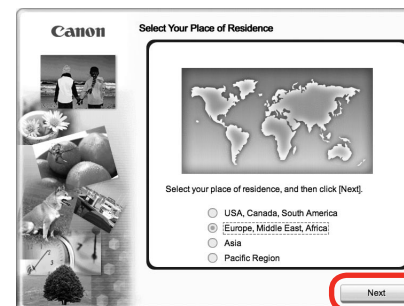 Canon
Select Your Place of Residence
Select your place of residence, and then click [Next].
USA, Canada, South America
Europe, Middle East, Africa
Asia
Pacific Region
Next